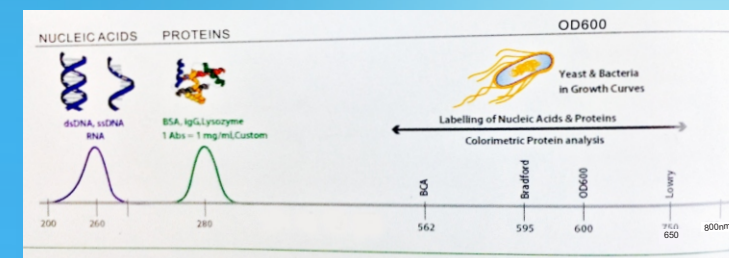 NUCLEIC ACIDS
PROTEINS
OD600
dsDNA, ssDNA
RNA
BSA, IgG,Lysozyme
1 Abs = 1 mg/ml,Custom
Yeast & Bacteria
in Growth Curves
Labelling of Nucleic Acids & Proteins
Colorimetric Protein analysis
BCA
Bradford
OD600
Lowry
200
260
280
562
595
600
750
650
800nm